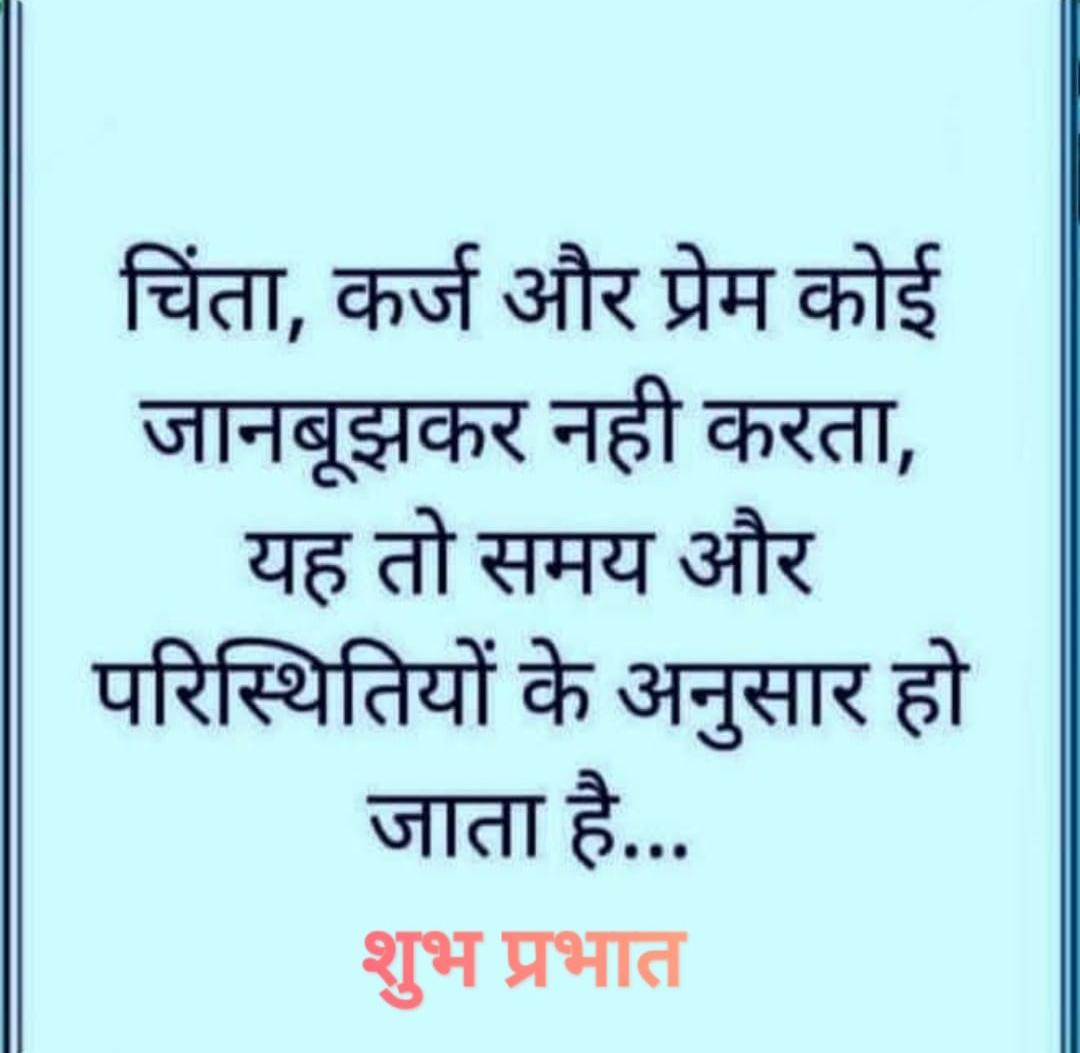 चिंता, कर्ज और प्रेम कोई
जानबूझकर नही करता,
यह तो समय और
परिस्थितियों के अनुसार हो
जाता है...
शुभ प्रभात